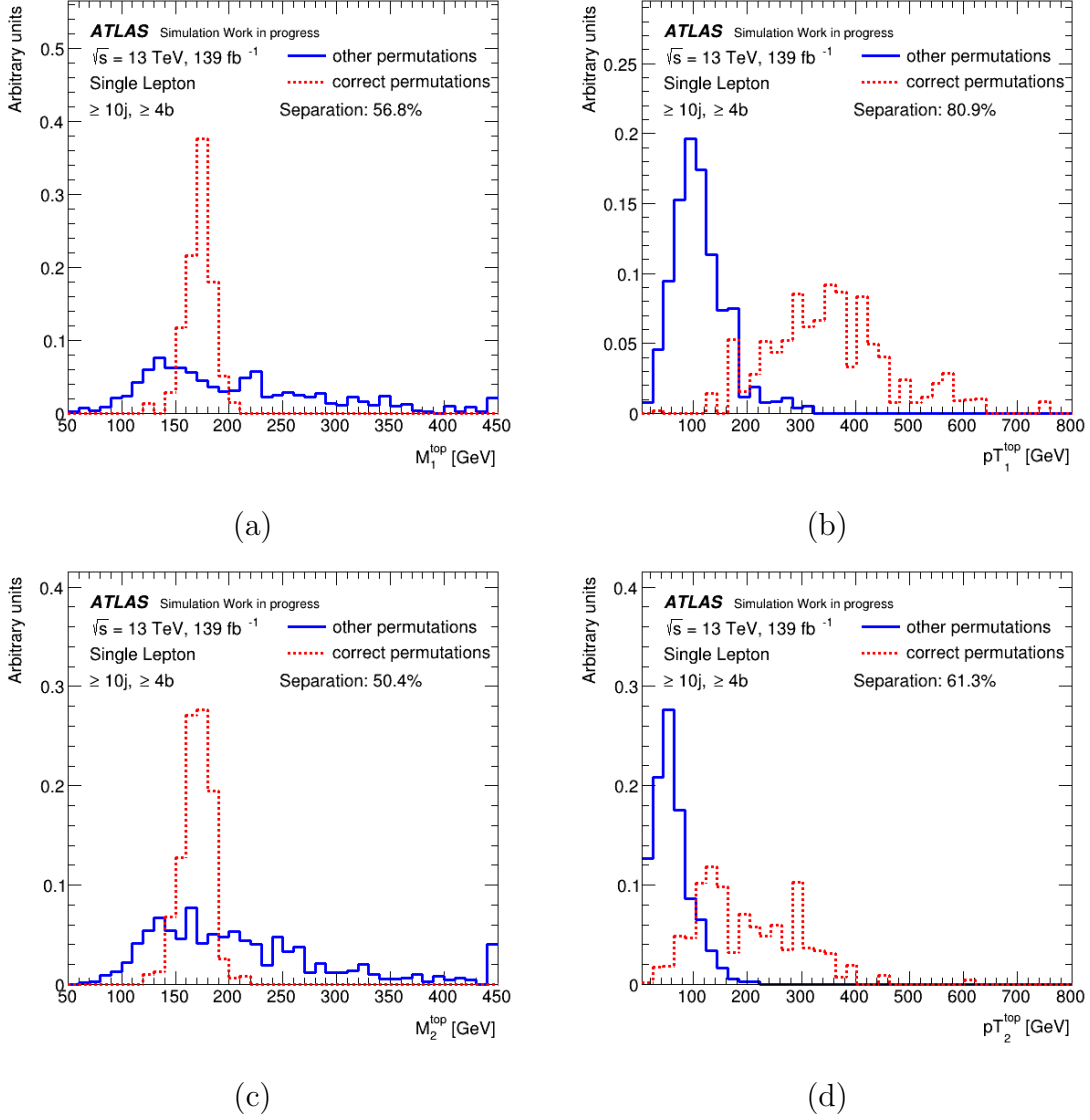 Arbitrary units
ATLAS Simulation Work in progress
√s = 13 TeV, 139 fb -1
Single Lepton
≥ 10j, ≥ 4b
other permutations
correct permutations
Separation: 56.8%
0.5
0.4
0.3
0.2
0.1
0
50 100 150 200 250 300 350 400 450
M1top [GeV]
(a)
Arbitrary units
ATLAS Simulation Work in progress
√s = 13 TeV, 139 fb -1
Single Lepton
≥ 10j, ≥ 4b
other permutations
correct permutations
Separation: 80.9%
0.25
0.2
0.15
0.1
0.05
0
100 200 300 400 500 600 700 800
pT1top [GeV]
(b)
Arbitrary units
ATLAS Simulation Work in progress
√s = 13 TeV, 139 fb -1
Single Lepton
≥ 10j, ≥ 4b
other permutations
correct permutations
Separation: 50.4%
0.4
0.3
0.2
0.1
0
50 100 150 200 250 300 350 400 450
M2top [GeV]
(c)
Arbitrary units
ATLAS Simulation Work in progress
√s = 13 TeV, 139 fb -1
Single Lepton
≥ 10j, ≥ 4b
other permutations
correct permutations
Separation: 61.3%
0.4
0.3
0.2
0.1
0
100 200 300 400 500 600 700 800
pT2top [GeV]
(d)